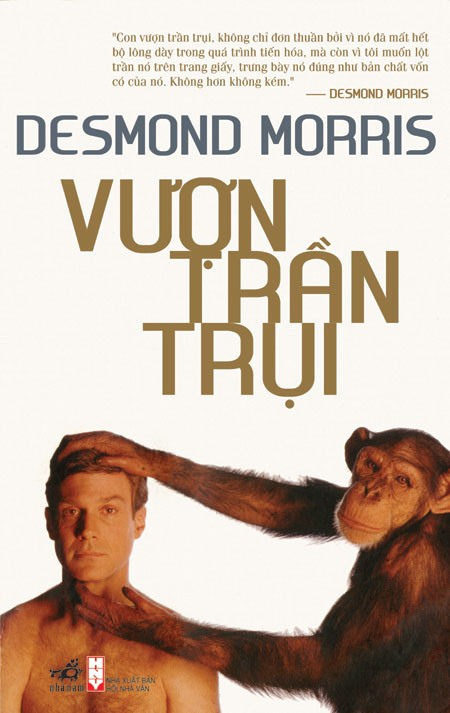 "Con vượn trần trụi, không chỉ đơn thuần bởi vì nó đã mất hết
bộ lông dày trong quá trình tiến hóa, mà còn vì tôi muốn lột
trần nó trên trang giấy, trưng bày nó đúng như bản chất vốn
có của nó. Không hơn không kém."
— DESMOND MORRIS
DESMOND MORRIS
VƯỢN
TRẦN
TRỤI
nhã nam
HNV
NHÀ XUẤT BẢN
HỘI NHÀ VĂN